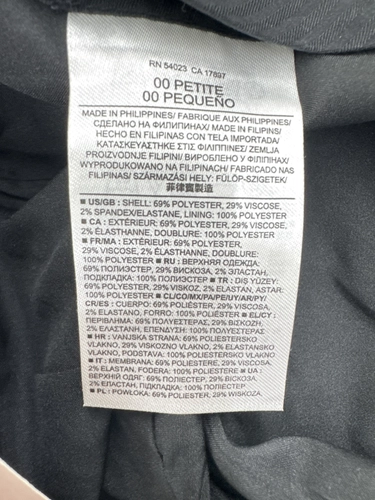 RN 54023 CA 17897
00 PETITE
00 PEQUEÑO
MADE IN PHILIPPINES/ FABRIQUE AUX PHILIPPINES/
СДЕЛАНО НА ФИЛИПИНАХ/ MADE IN FILIPINS/
HECHO EN FILIPINAS CON TELA IMPORTADA/
ΚΑΤΑΣΚΕΥΑΣΤΗΚΕ ΣΤΙΣ ΦΙΛΙΠΠΙΝΕΣ/ ZEMLJA
PROIZVODNJE FILIPINI/ ВИРОБЛЕНО У ФІЛІПІНАХ/
WYPRODUKOWANO NA FILIPINACH/ FABRICADO NAS
FILIPINAS/ SZÁRMAZÁSI HELY: FÜLÖP-SZIGETEK/
菲律賓製造
■ US/GB : SHELL: 69% POLYESTER, 29% VISCOSE,
2% SPANDEX/ELASTANE, LINING: 100% POLYESTER
■ CA : EXTÉRIEUR: 69% POLYESTER, 29% VISCOSE,
2% ÉLASTHANNE, DOUBLURE: 100% POLYESTER
■ FR/MA : EXTÉRIEUR: 69% POLYESTER, 29%
VISCOSE, 2% ÉLASTHANNE, DOUBLURE:
100% POLYESTER ■ RU : ВЕРХНЯЯ ОДЕЖДА:
69% ПОЛИЭСТЕР, 29% ВИСКОЗА, 2% ЭЛАСТАН,
ПОДКЛАДКА: 100% ПОЛИЭСТЕР ■ TR : DIŞ YÜZEY:
69% POLYESTER, 29% VİSKOZ, 2% ELASTAN, ASTAR:
100% POLYESTER ■ CL/CO/MX/PA/PE/UY/AR/PY/
CR/ES : CUERPO: 69% POLIÉSTER, 29% VISCOSA,
2% ELASTANO, FORRO: 100% POLIÉSTER ■ EL/CY :
ΠΕΡΙΒΛΗΜΑ: 69% ΠΟΛΥΕΣΤΕΡΑΣ, 29% ΒΙΣΚΟΖΗ,
2% ΕΛΑΣΤΑΝΗ, ΕΠΕΝΔΥΣΗ: 100% ΠΟΛΥΕΣΤΕΡΑΣ
■ HR : VANJSKA STRANA: 69% POLIESTERSKO
VLAKNO, 29% VISKOZNO VLAKNO, 2% ELASTANSKO
VLAKNO, PODSTAVA: 100% POLIESTERSKO VLAKNO
■ IT : MEMBRANA: 69% POLIESTERE, 29% VISCOSA,
2% ELASTAN, FODERA: 100% POLIESTERE ■ UA :
ВЕРХНЯ ЧАСТИНА: 69% ПОЛІЕСТЕР, 29% ВІСКОЗА,
2% ЕЛАСТАН, ПІДКЛАДКА: 100% ПОЛІЕСТЕР
■ PL : POWŁOKA: 69% POLIESTER, 29% WISKOZA,